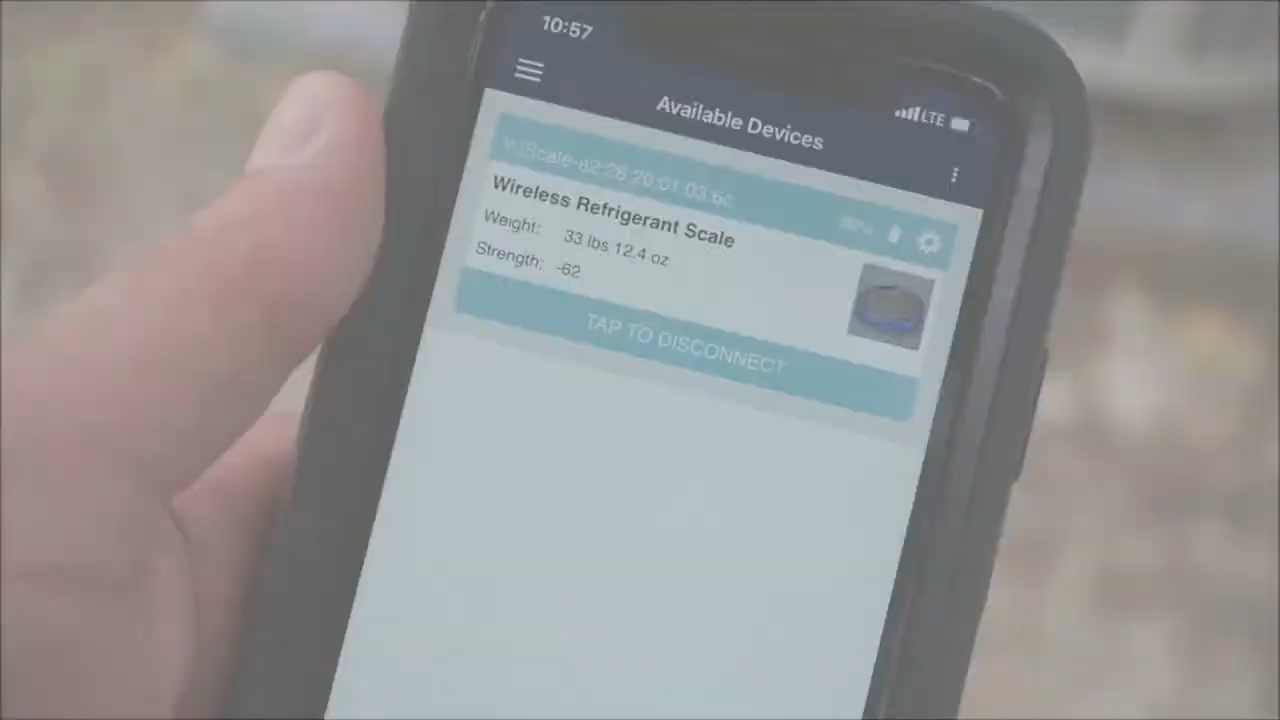 10:57
LTE
Available Devices
Wireless Refrigerant Scale
Weight: 33 lbs 12.4 oz
Strength: -62
TAP TO DISCONNECT